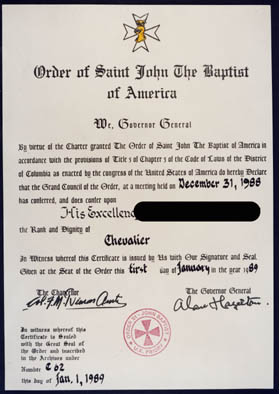 Order of Saint John The Baptist
of America
We, Governor General
By virtue of the Charter granted The Order of Saint John The Baptist of America in
accordance with the provisions of Title 5 of Chapter 5 of the Code of Laws of the District
of Columbia as enacted by the congress of the United States of America do hereby Declare
that the Grand Council of the Order, at a meeting held on December 31, 1988
has conferred, and does confer upon
His Excellenc
the Rank and Dignity of
Chevalier
In Witness whereof this Certificate is issued by Us with Our Signature and Seal
Given at the Seat of the Order this first day of January in the year 1989
The Chancellor
The Governor General
In witness whereof this
Certificate is Sealed
with the Great Seal of
the Order and inscribed
in the Archives under
Number C 02
this day of Jan. 1, 1989
ORDER ST. JOHN BAPTIST
U.S. PRIORY